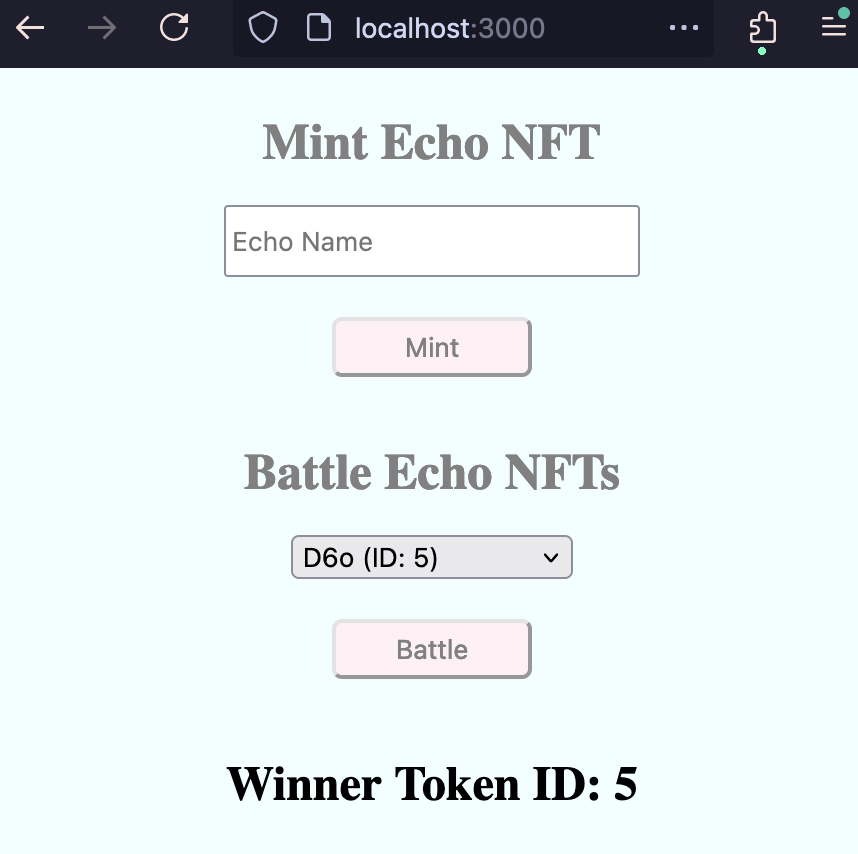 localhost:3000
Mint Echo NFT
Echo Name
Mint
Battle Echo NFTs
D6o (ID: 5)
Battle
Winner Token ID: 5